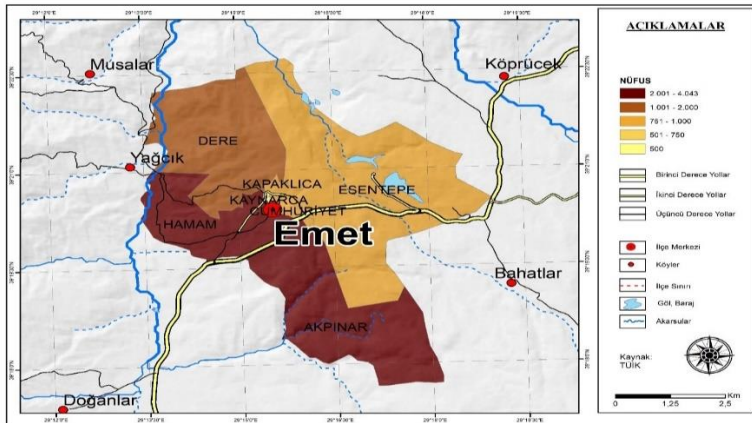 Musalar
Köprücek
DERE
Yağcık
KAPAKLICA
ESENTEPE
KAYNARCA
CUMHURİYET
HAMAM
Emet
Bahatlar
AKPINAR
Doğanlar
AÇIKLAMALAR
NÜFUS
2.001 - 4.043
1.001 - 2.000
751 - 1.000
501 - 750
500
Birinci Derece Yollar
İkinci Derece Yollar
Üçüncü Derece Yollar
İlçe Merkezi
Köyler
İlçe Sınırı
Göl, Baraj
Akarsular
Kaynak:
TÜİK
Km
0 1,25 2,5